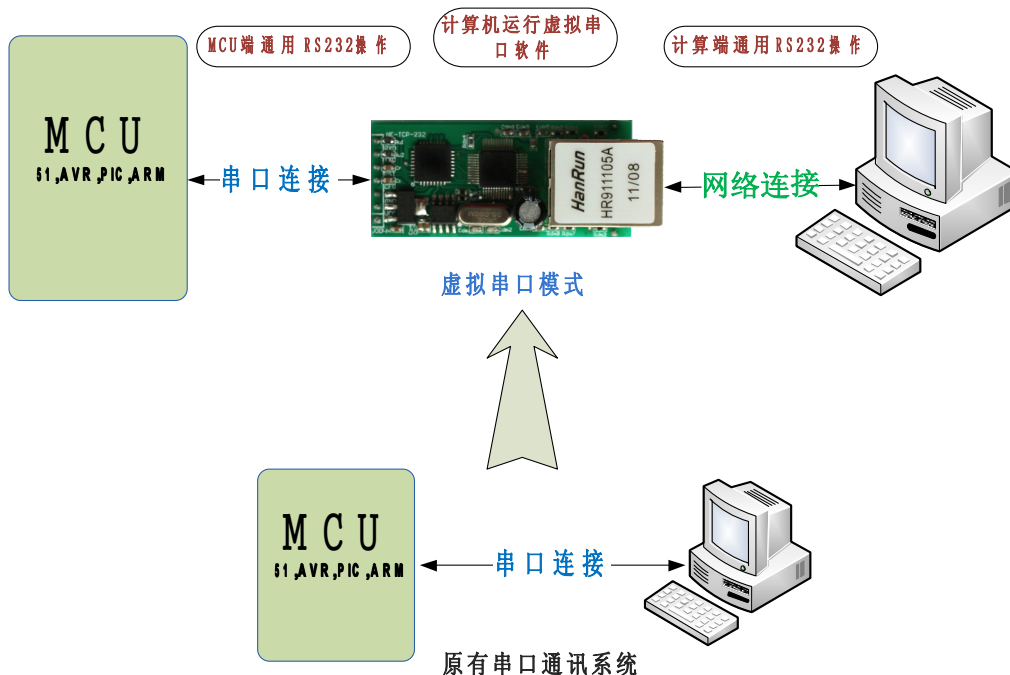 MCU端通用RS232操作
计算机运行虚拟串
口软件
计算端通用RS232操作
MCU
51,AVR,PIC,ARM
串口连接
HE-TCP-232
HanRun
HR911105A
11/08
网络连接
虚拟串口模式
MCU
51,AVR,PIC,ARM
串口连接
原有串口通讯系统